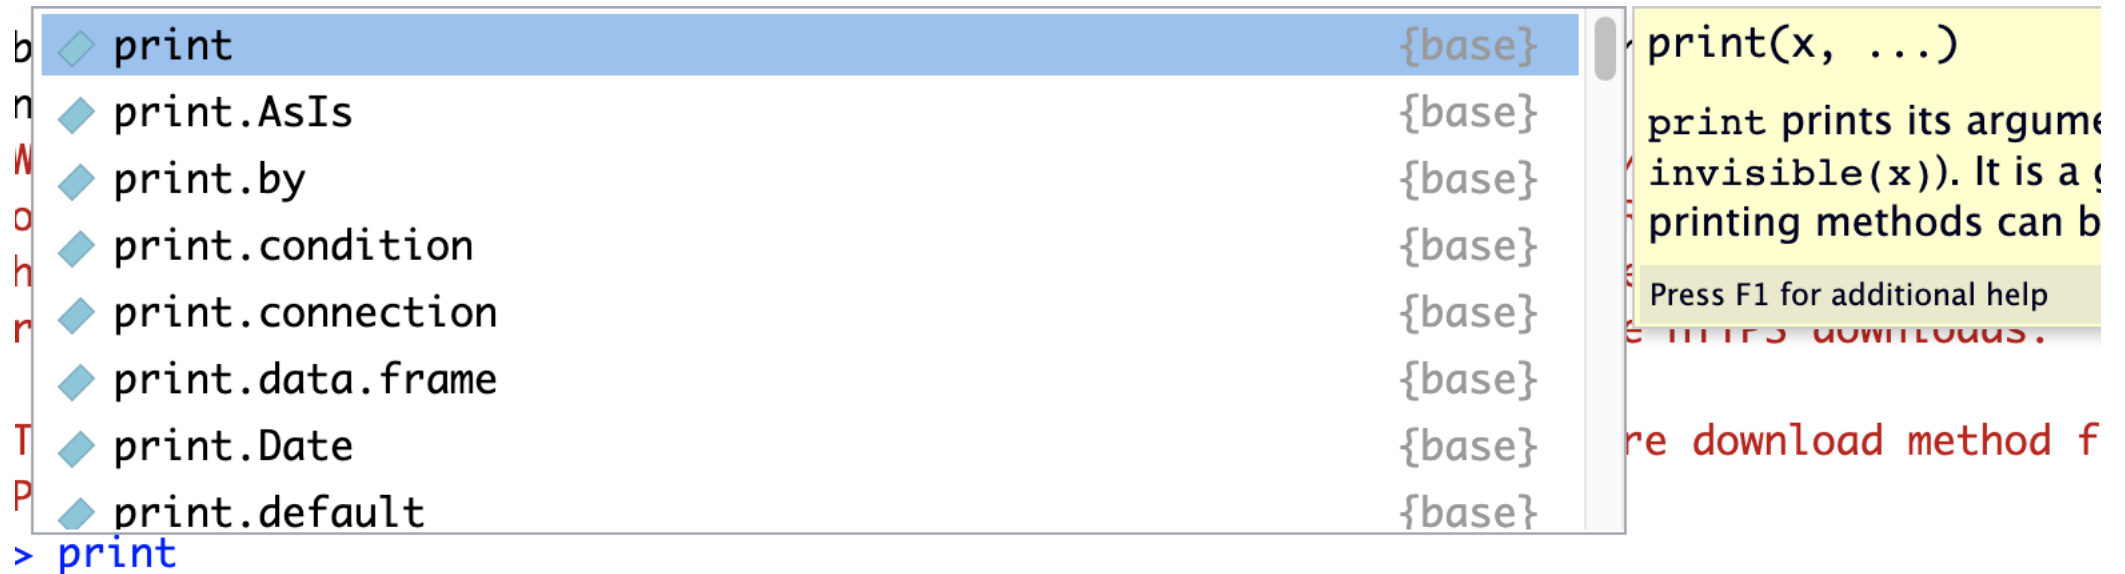 print {base}
print.AsIs {base}
print.by {base}
print.condition {base}
print.connection {base}
print.data.frame {base}
print.Date {base}
print.default {base}
> print
print(x, ...)
print prints its argume
invisible(x)). It is a g
printing methods can b
Press F1 for additional help
re download method f